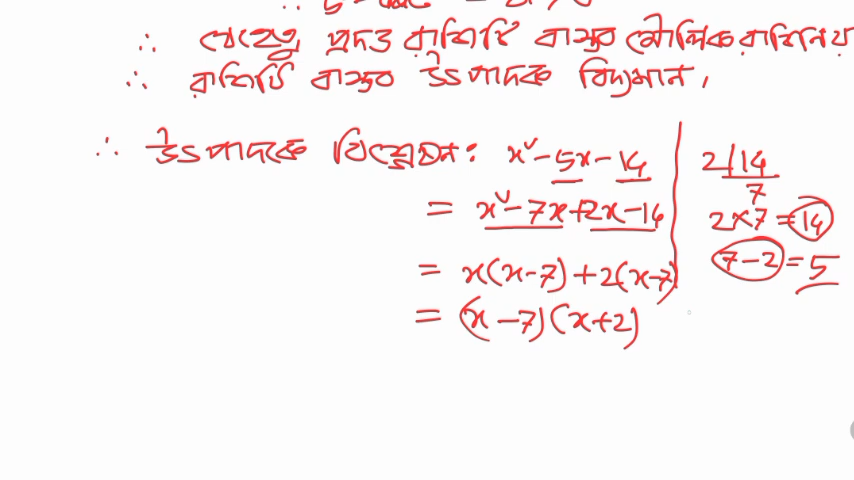 ∴ যেহেতু প্রদত্ত রাশিটি বাস্তব মৌলিক রাশি নয়
∴ রাশিটি বাস্তব উৎপাদকে বিদ্যমান।
∴ উৎপাদকে বিশ্লেষন: x² - 5x - 14
= x² - 7x + 2x - 14
= x(x-7) + 2(x-7)
= (x - 7)(x+2)
2|14
7
2×7 = 14
7-2 = 5